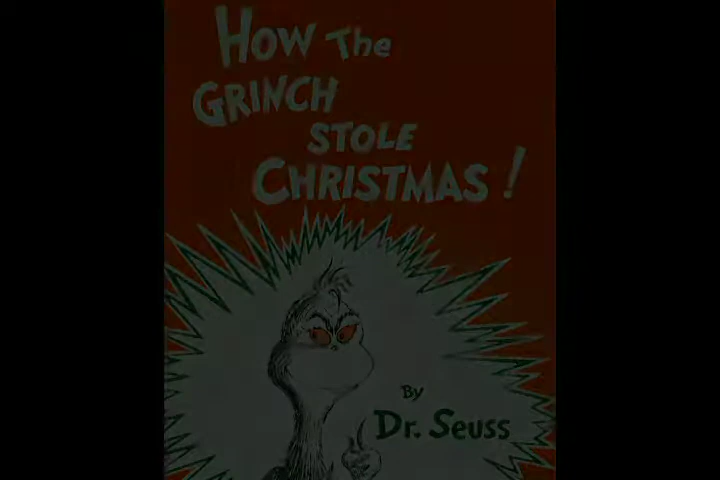 How The
GRINCH
STOLE
CHRISTMAS!
By
Dr. Seuss